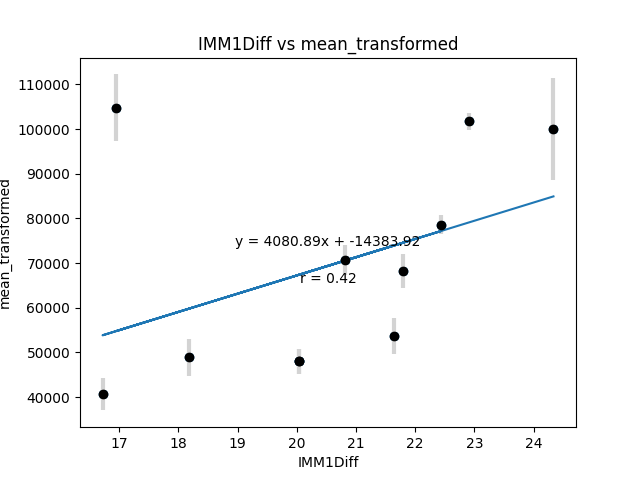 IMM1Diff vs mean_transformed
110000
100000
90000
80000
70000
60000
50000
40000
mean_transformed
y = 4080.89x + -14383.92
r = 0.42
17 18 19 20 21 22 23 24
IMM1Diff